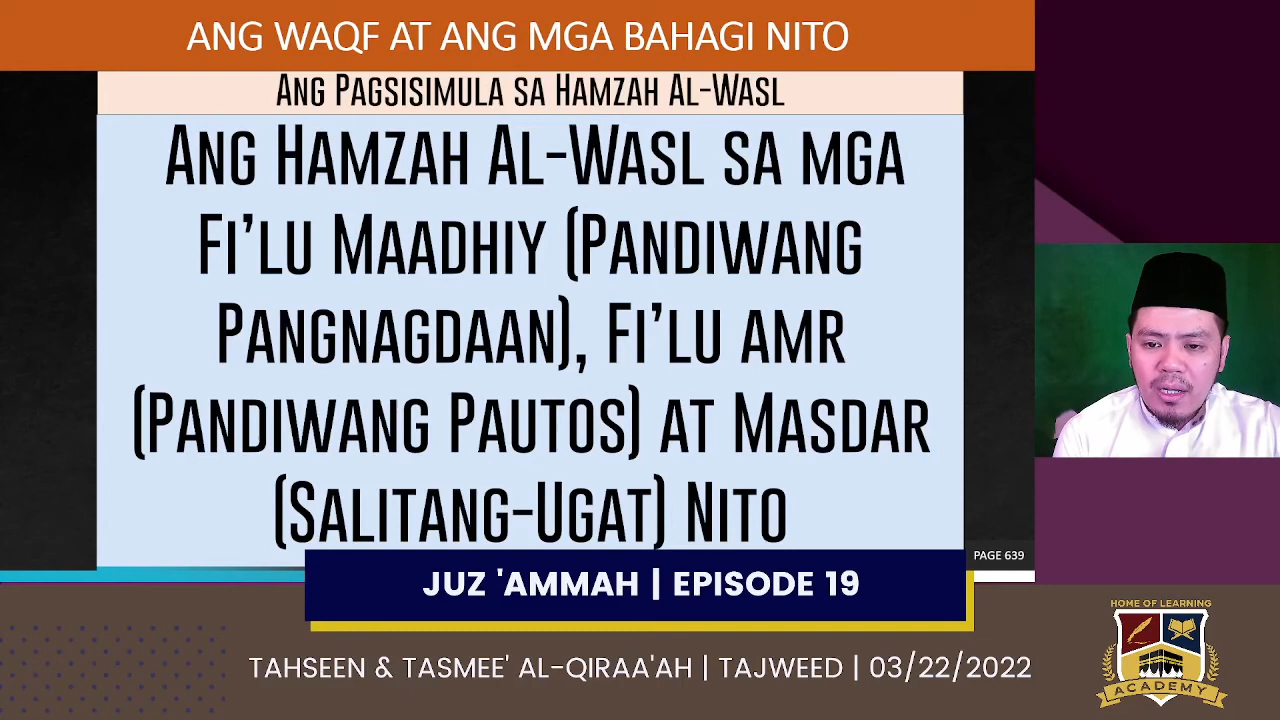 ANG WAQF AT ANG MGA BAHAGI NITO
ANG PAGSISIMULA SA HAMZAH AL-WASL
ANG HAMZAH AL-WASL SA MGA
FI'LU MAADHIY (PANDIWANG
PANGNAGDAAN), FI'LU AMR
(PANDIWANG PAUTOS) AT MASDAR
(SALITANG-UGAT) NITO
PAGE 639
JUZ 'AMMAH | EPISODE 19
TAHSEEN & TASMEE' AL-QIRAA'AH | TAJWEED | 03/22/2022
HOME OF LEARNING
ACADEMY